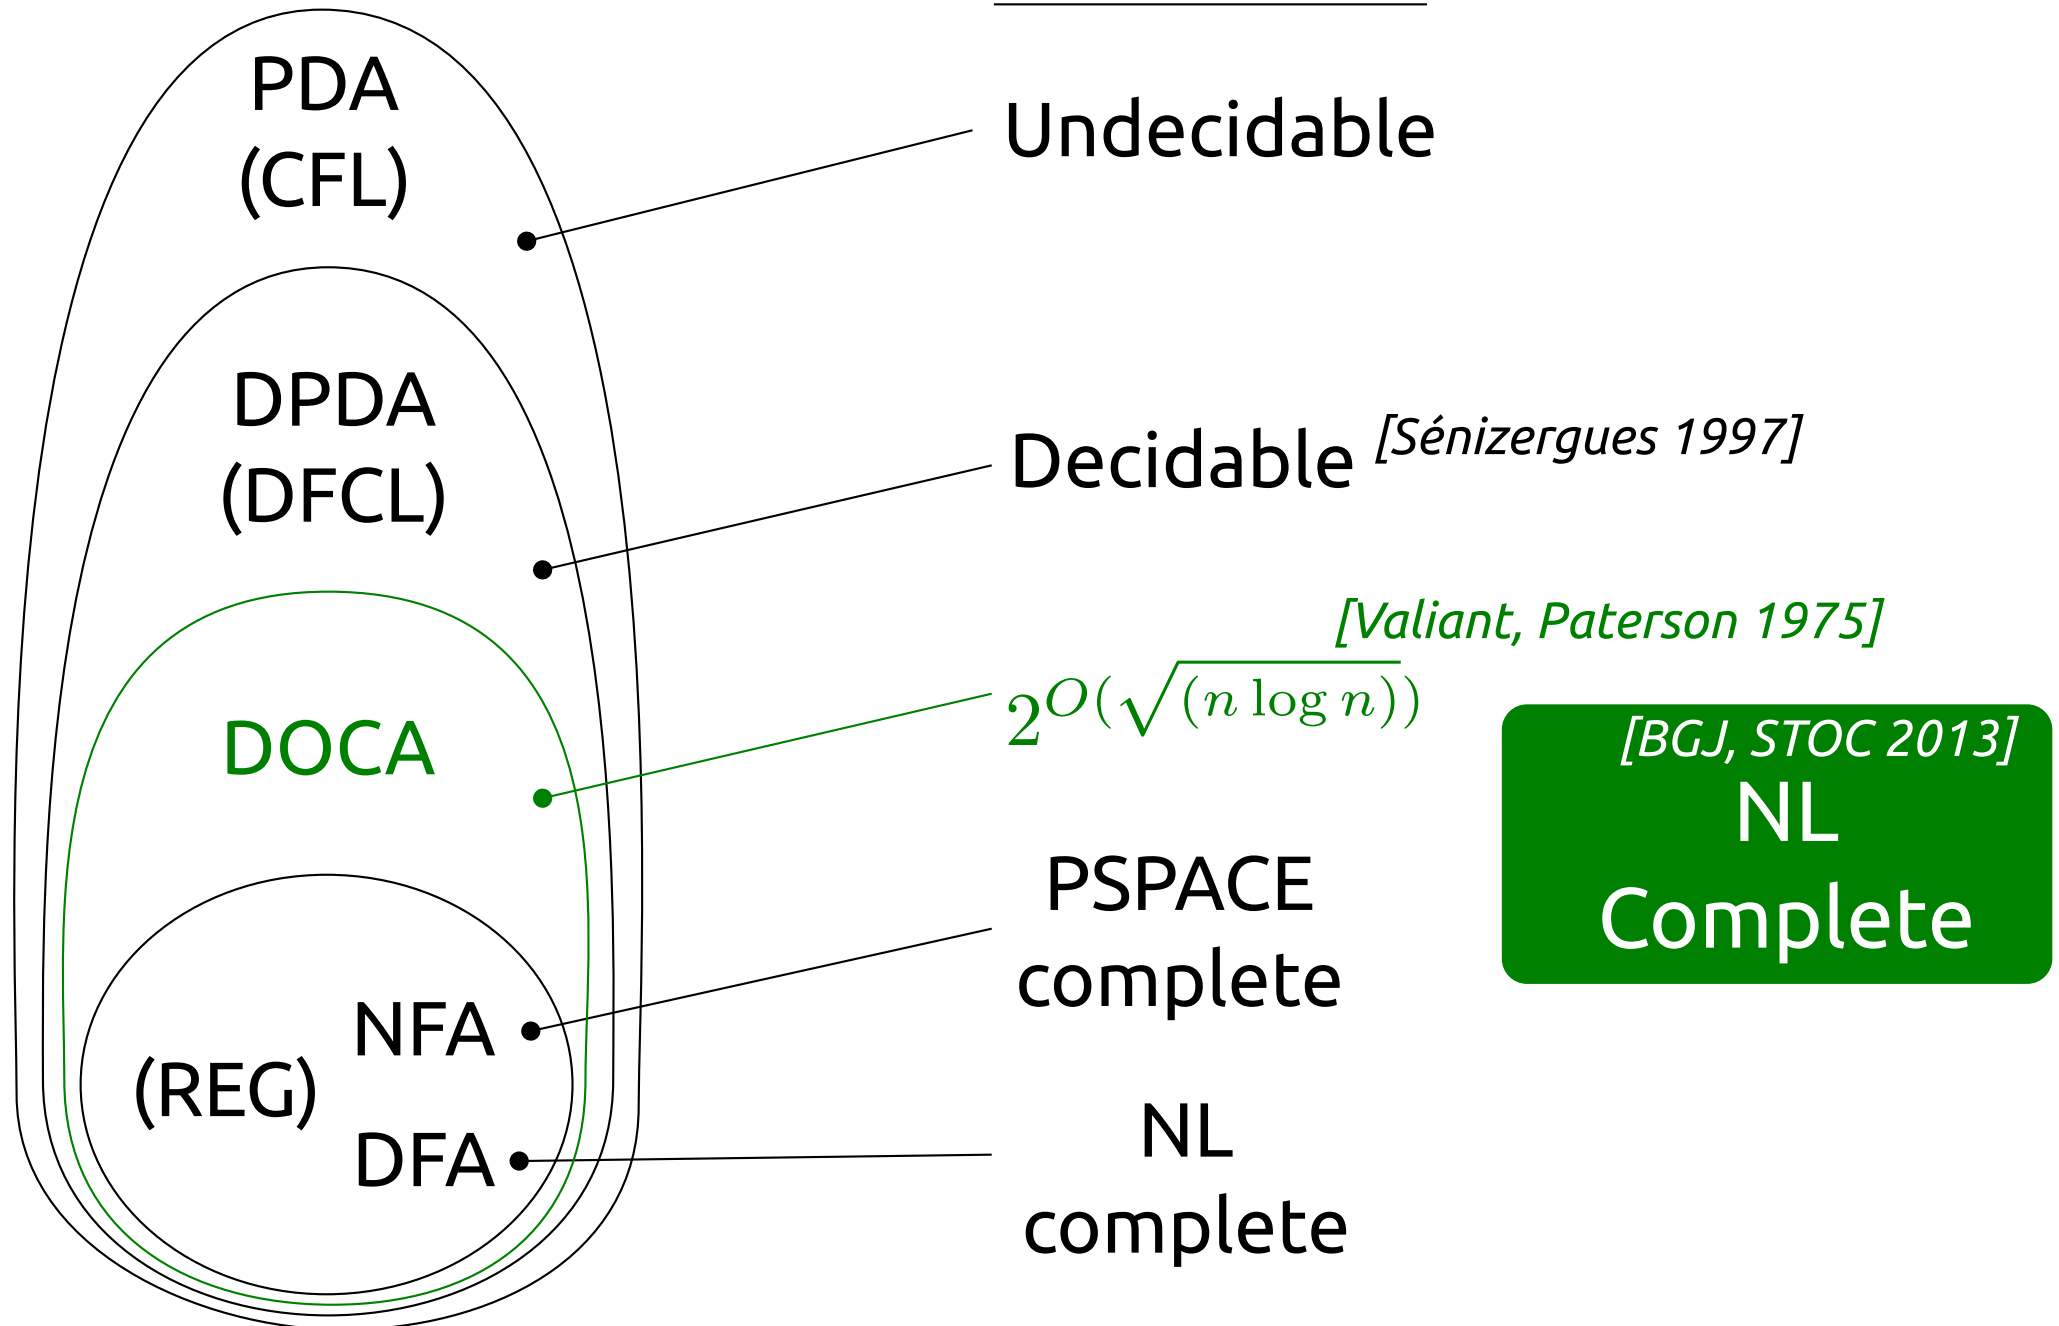 PDA
(CFL)
Undecidable
DPDA
(DFCL)
Decidable [Sénizergues 1997]
[Valiant, Paterson 1975]
2^{O(√(n log n))}
DOCA
[BGJ, STOC 2013]
NL
Complete
PSPACE
complete
NFA
(REG)
DFA
NL
complete